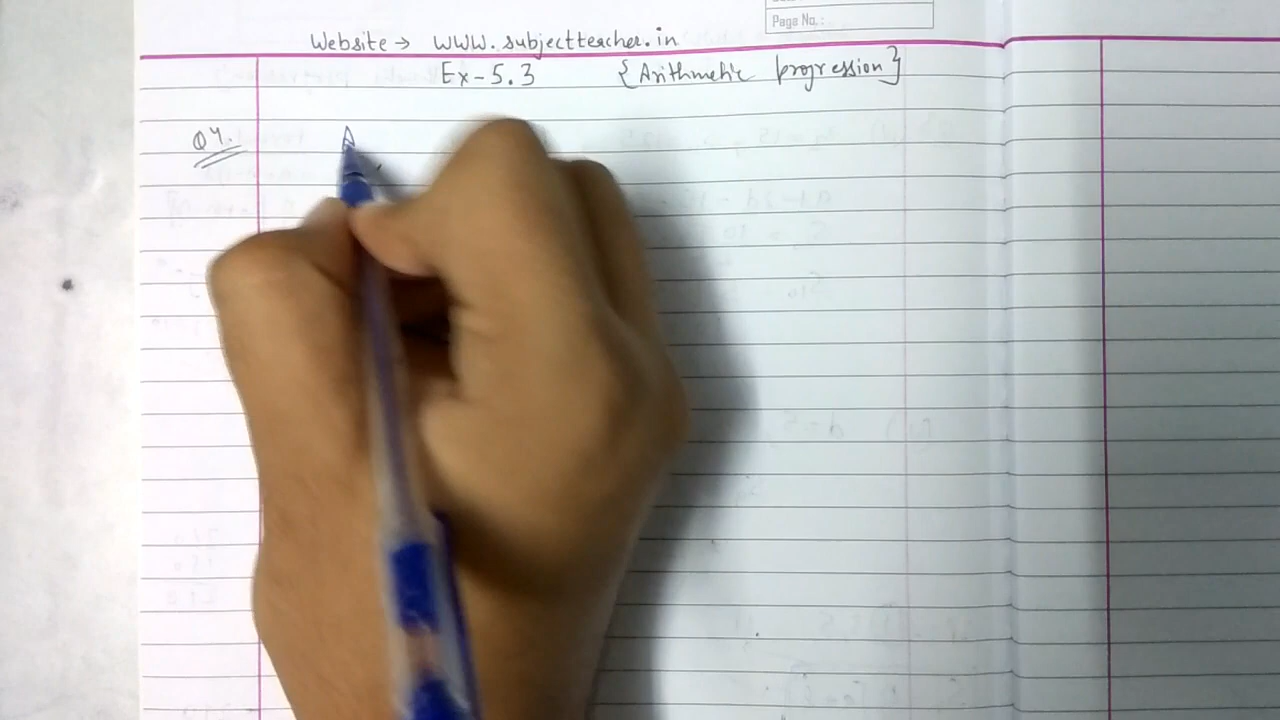 Page No.:
Website → WWW.subjectteacher.in
Ex-5.3 {Arithmetic progression}
Q4. A